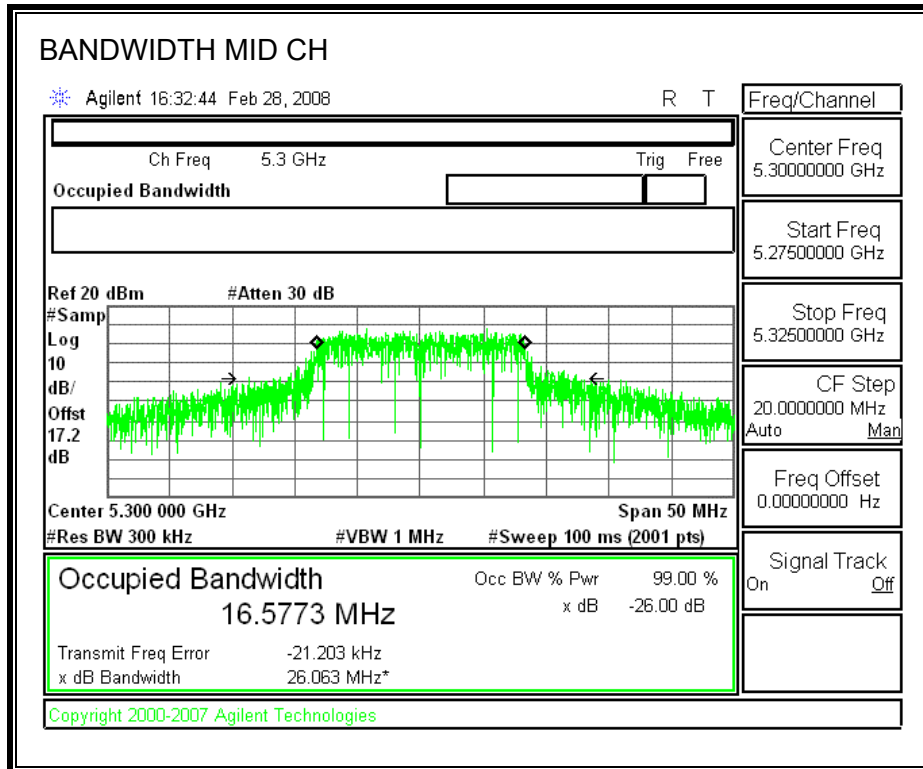 BANDWIDTH MID CH
Agilent 16:32:44 Feb 28, 2008 R T
Freq/Channel
Ch Freq 5.3 GHz Trig Free
Occupied Bandwidth
Center Freq
5.30000000 GHz
Start Freq
5.27500000 GHz
Stop Freq
5.32500000 GHz
CF Step
20.0000000 MHz
Auto Man
Freq Offset
0.00000000 Hz
Signal Track
On Off
Ref 20 dBm #Atten 30 dB
#Samp
Log
10
dB/
Offst
17.2
dB
Center 5.300 000 GHz Span 50 MHz
#Res BW 300 kHz #VBW 1 MHz #Sweep 100 ms (2001 pts)
Occupied Bandwidth Occ BW % Pwr 99.00 %
16.5773 MHz x dB -26.00 dB
Transmit Freq Error -21.203 kHz
x dB Bandwidth 26.063 MHz*
Copyright 2000-2007 Agilent Technologies